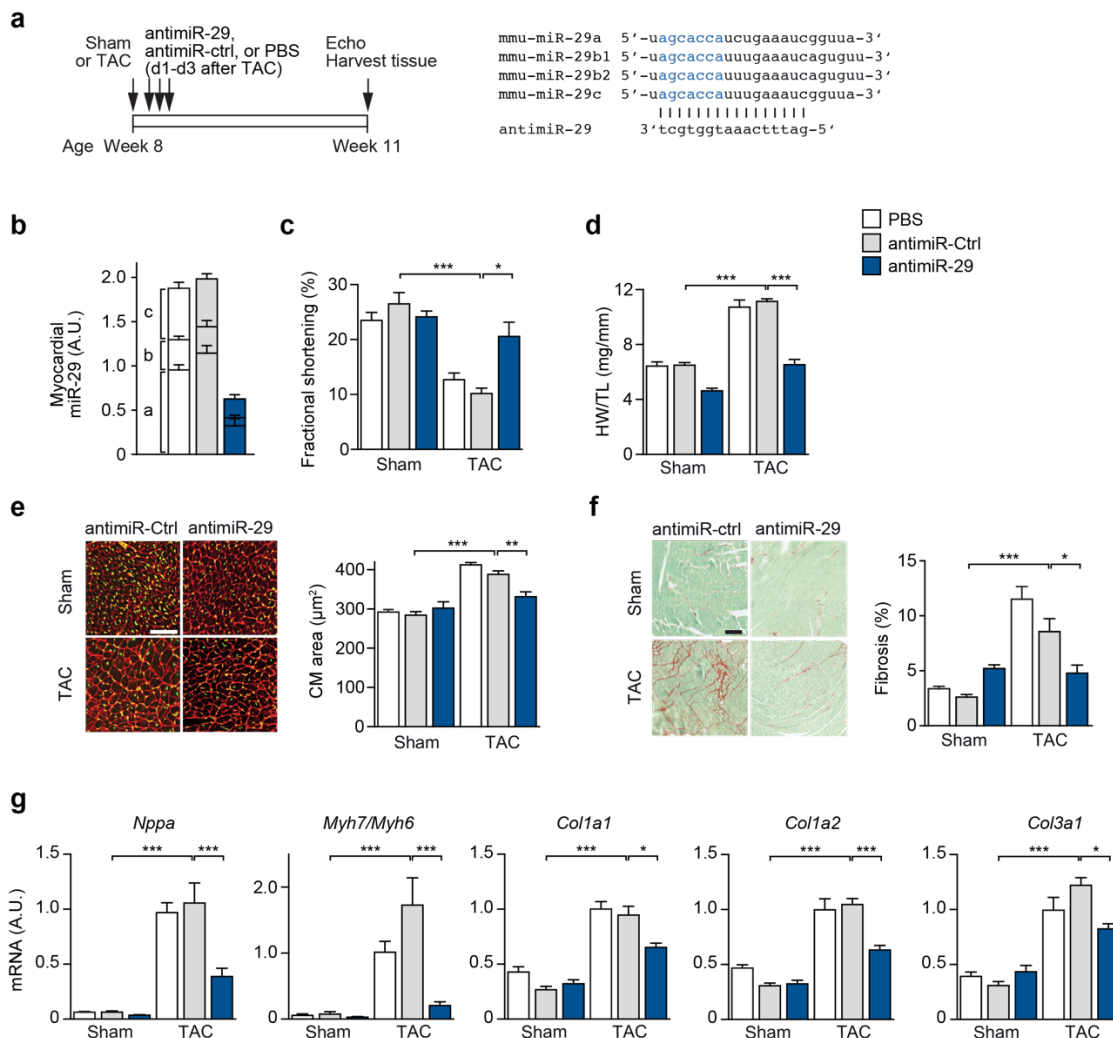 a
Sham
or TAC
antimiR-29,
antimiR-ctrl, or PBS
(d1-d3 after TAC)
Echo
Harvest tissue
Age Week 8
Week 11
mmu-miR-29a 5’-uagcaccaucugaaaucgguua-3‘
mmu-miR-29b1 5’-uagcaccauuugaaaucaguguu-3‘
mmu-miR-29b2 5’-uagcaccauuugaaaucaguguu-3‘
mmu-miR-29c 5’-uagcaccauuugaaaucgguua-3‘
antimiR-29 3‘tcgtggtaaactttag-5‘
b
Myocardial
miR-29 (A.U.)
2.0
1.5
1.0
0.5
0
c
b
a
c
Fractional shortening (%)
30
20
10
0
***
*
Sham
TAC
d
HW/TL (mg/mm)
12
8
4
0
***
***
Sham
TAC
PBS
antimiR-Ctrl
antimiR-29
e
antimiR-Ctrl antimiR-29
Sham
TAC
CM area (µm²)
400
300
200
100
0
***
**
Sham
TAC
f
antimiR-ctrl antimiR-29
Sham
TAC
Fibrosis (%)
15
10
5
0
***
*
Sham
TAC
g
mRNA (A.U.)
Nppa
1.5
1.0
0.5
0
***
***
Sham
TAC
Myh7/Myh6
2.0
1.0
0
***
***
Sham
TAC
Col1a1
1.5
1.0
0.5
0
***
*
Sham
TAC
Col1a2
1.5
1.0
0.5
0
***
***
Sham
TAC
Col3a1
1.5
1.0
0.5
0
***
*
Sham
TAC